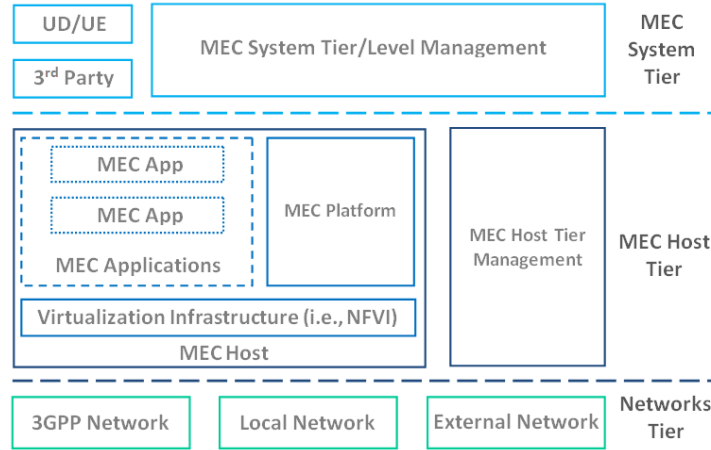 UD/UE
3rd Party
MEC System Tier/Level Management
MEC
System
Tier
MEC App
MEC App
MEC Applications
MEC Platform
Virtualization Infrastructure (i.e., NFVI)
MEC Host
MEC Host Tier
Management
MEC Host
Tier
3GPP Network
Local Network
External Network
Networks
Tier